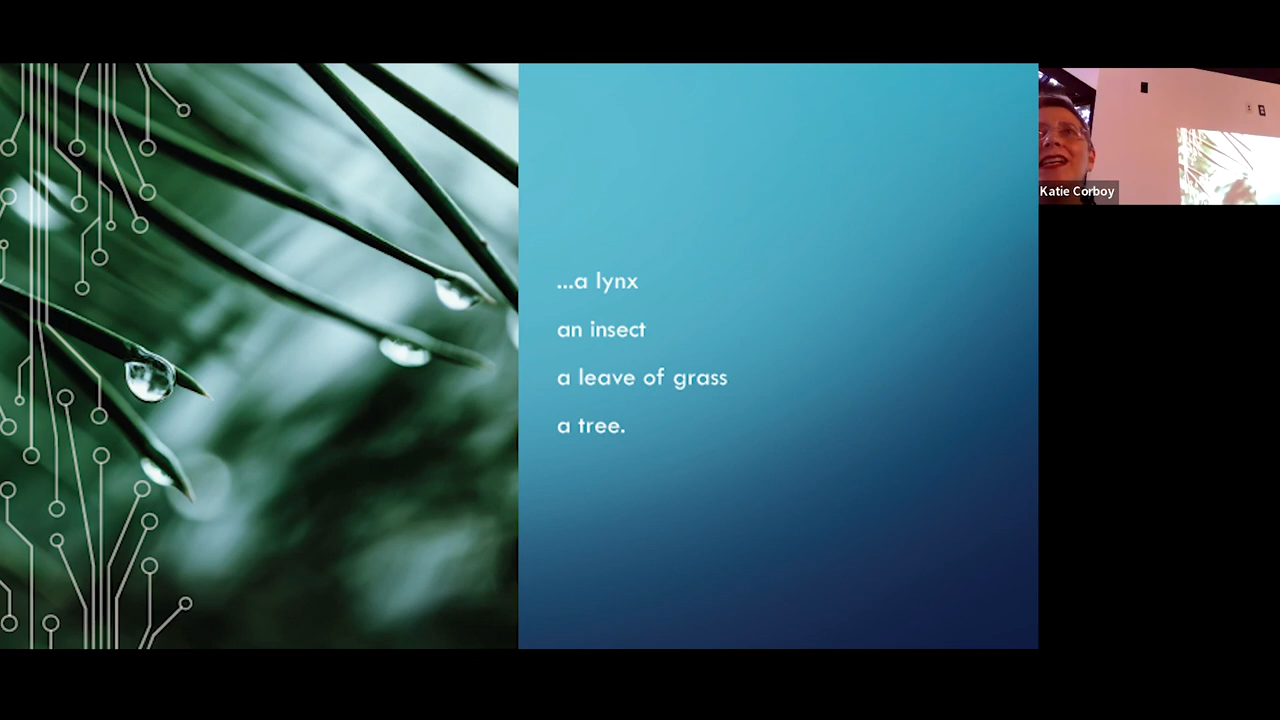 ...a lynx
an insect
a leave of grass
a tree.
Katie Corboy